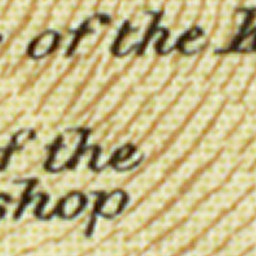 of the
f the
shop